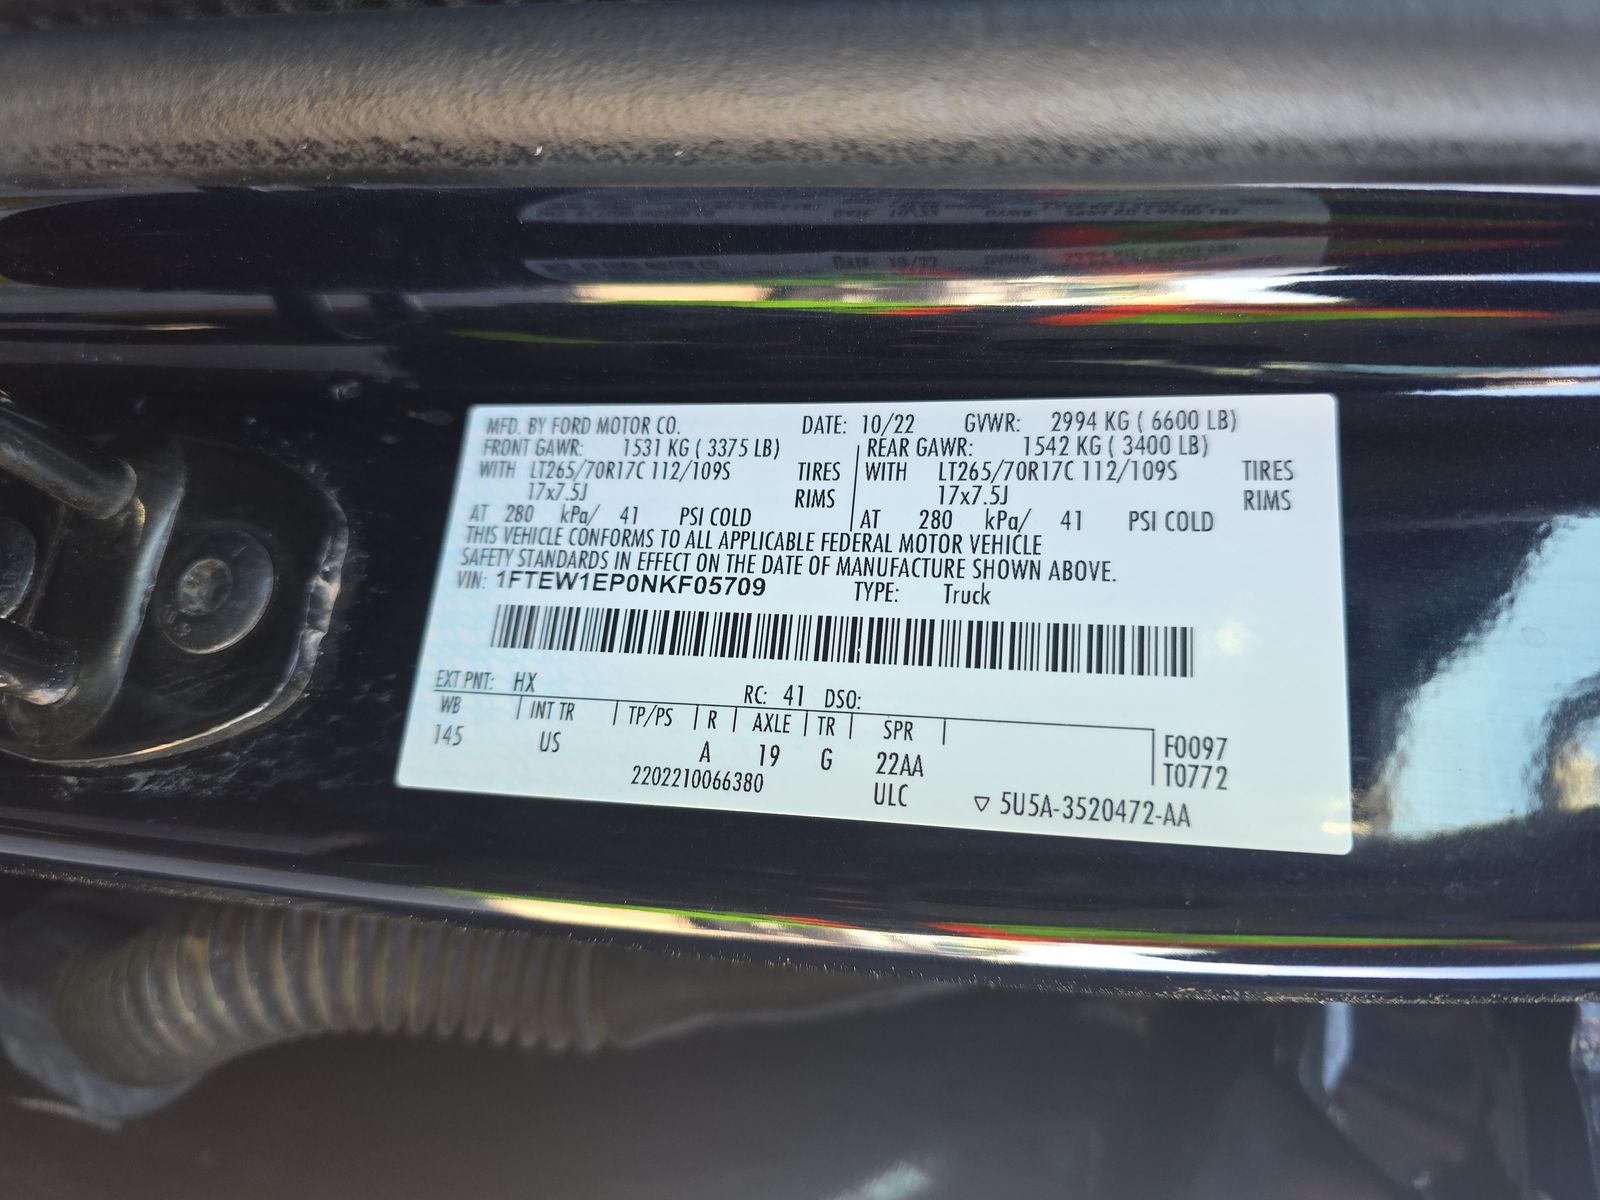 MFD. BY FORD MOTOR CO. DATE: 10/22 GVWR: 2994 KG ( 6600 LB)
FRONT GAWR: 1531 KG ( 3375 LB) REAR GAWR: 1542 KG ( 3400 LB)
WITH LT265/70R17C 112/109S TIRES WITH LT265/70R17C 112/109S TIRES
17x7.5J RIMS 17x7.5J RIMS
AT 280 kPa/ 41 PSI COLD AT 280 kPa/ 41 PSI COLD
THIS VEHICLE CONFORMS TO ALL APPLICABLE FEDERAL MOTOR VEHICLE
SAFETY STANDARDS IN EFFECT ON THE DATE OF MANUFACTURE SHOWN ABOVE.
VIN: 1FTEW1EP0NKF05709 TYPE: Truck
EXT PNT: HX RC: 41 DSO:
WB INT TR TP/PS R AXLE TR SPR
145 US A 19 G 22AA F0097
2202210066380 ULC T0772
▽ 5U5A-3520472-AA